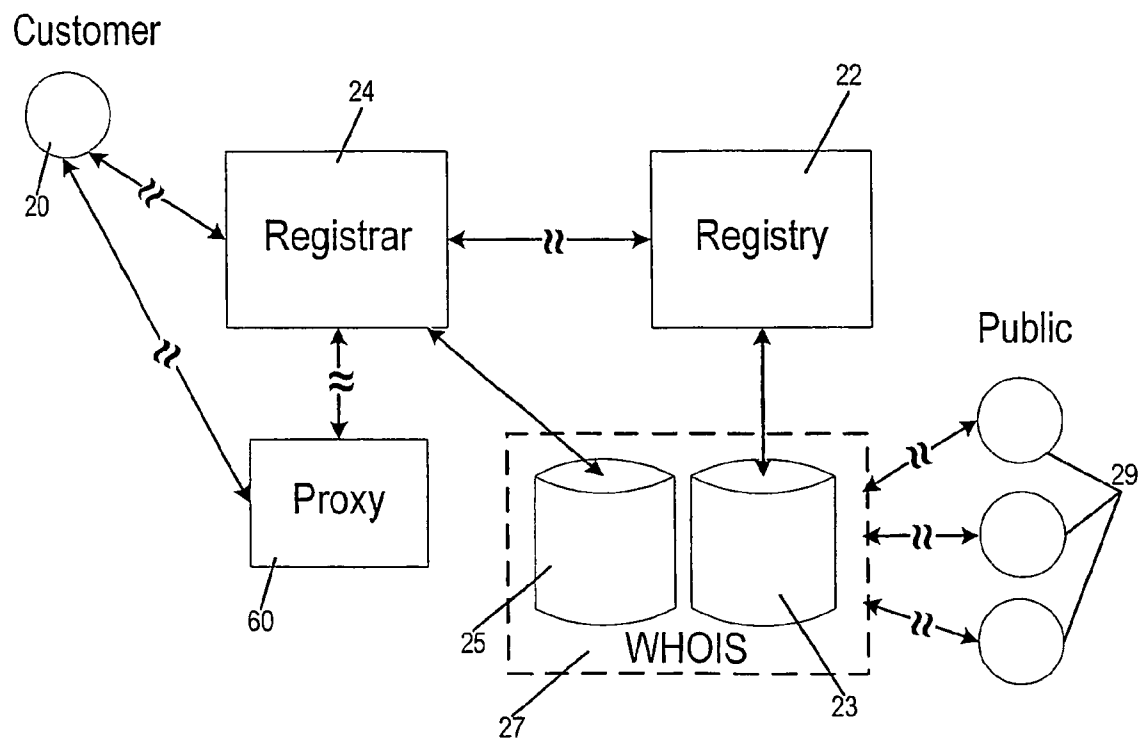 Customer
24
22
20
Registrar
Registry
Public
Proxy
29
60
25
WHOIS
27
23